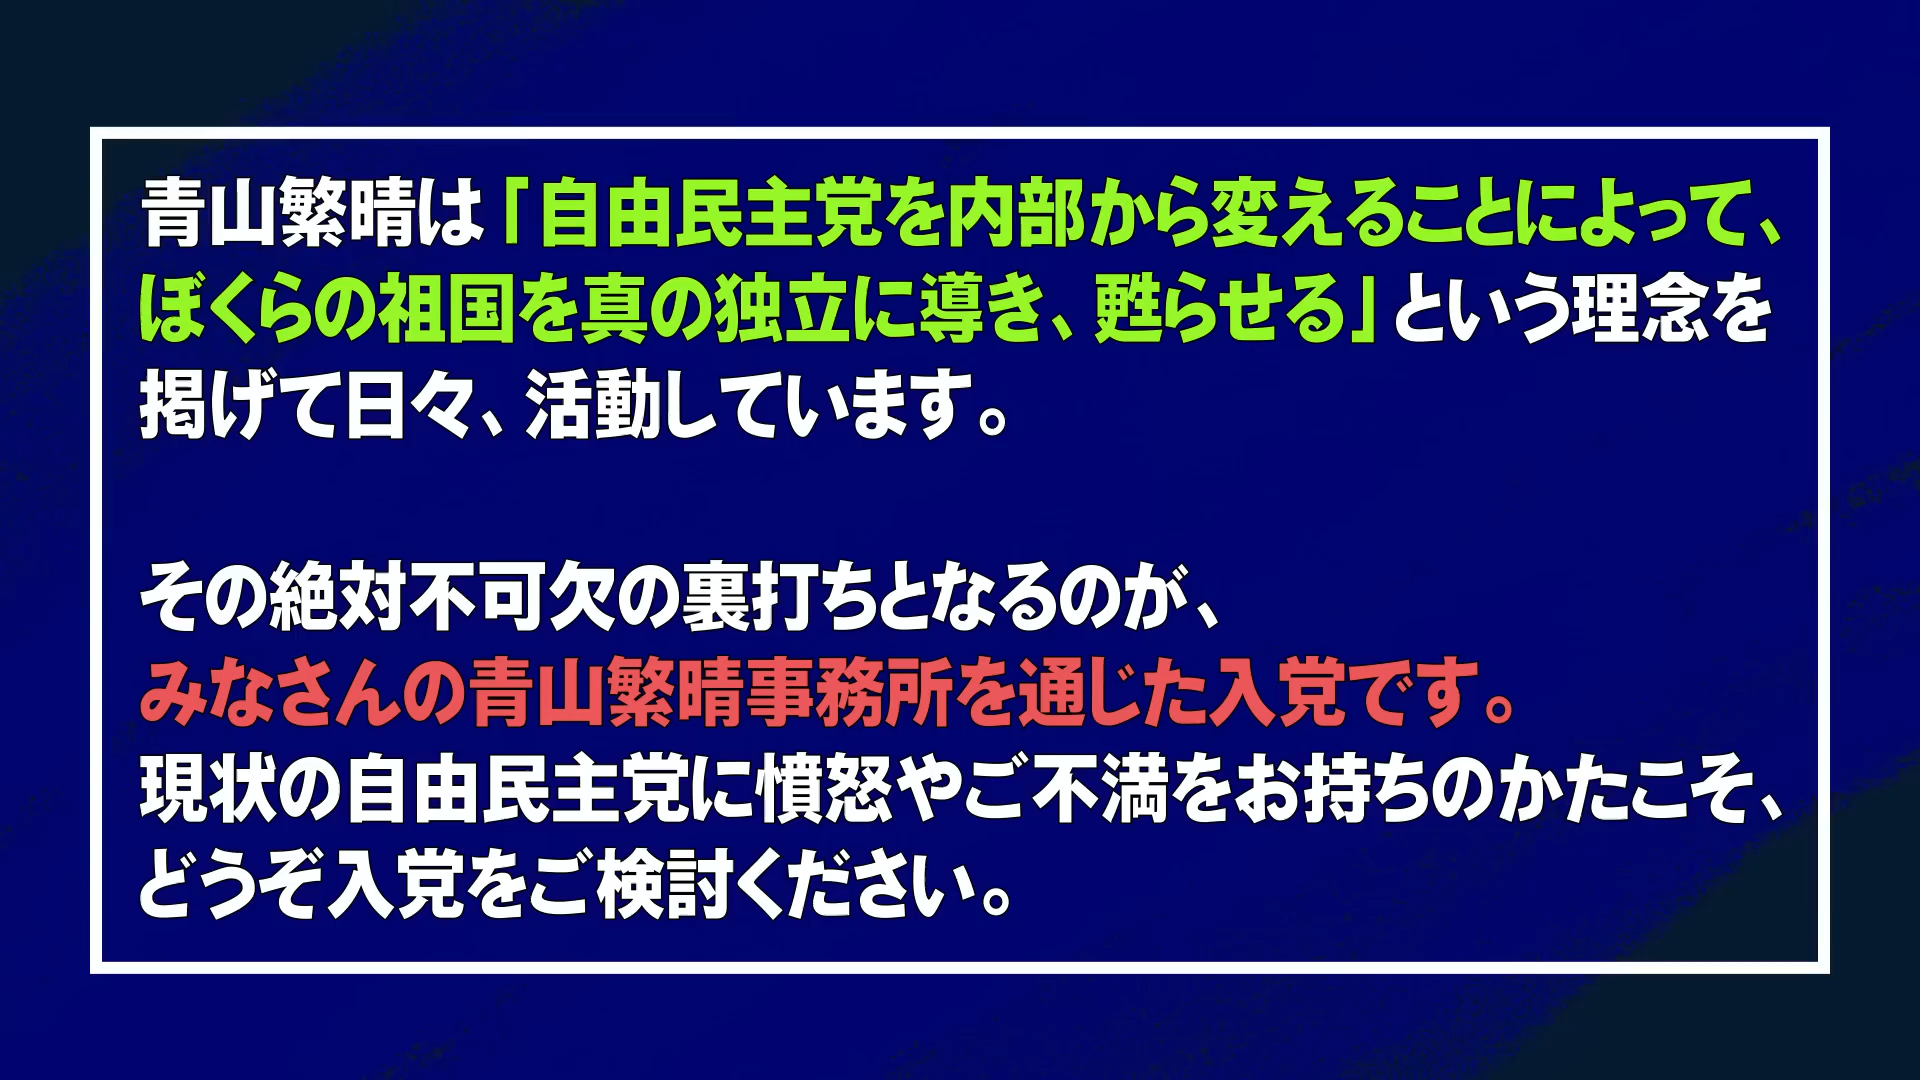 青山繁晴は「自由民主党を内部から変えることによって、
ぼくらの祖国を真の独立に導き、甦らせる」という理念を
掲げて日々、活動しています。
その絶対不可欠の裏打ちとなるのが、
みなさんの青山繁晴事務所を通じた入党です。
現状の自由民主党に憤怒やご不満をお持ちのかたこそ、
どうぞ入党をご検討ください。